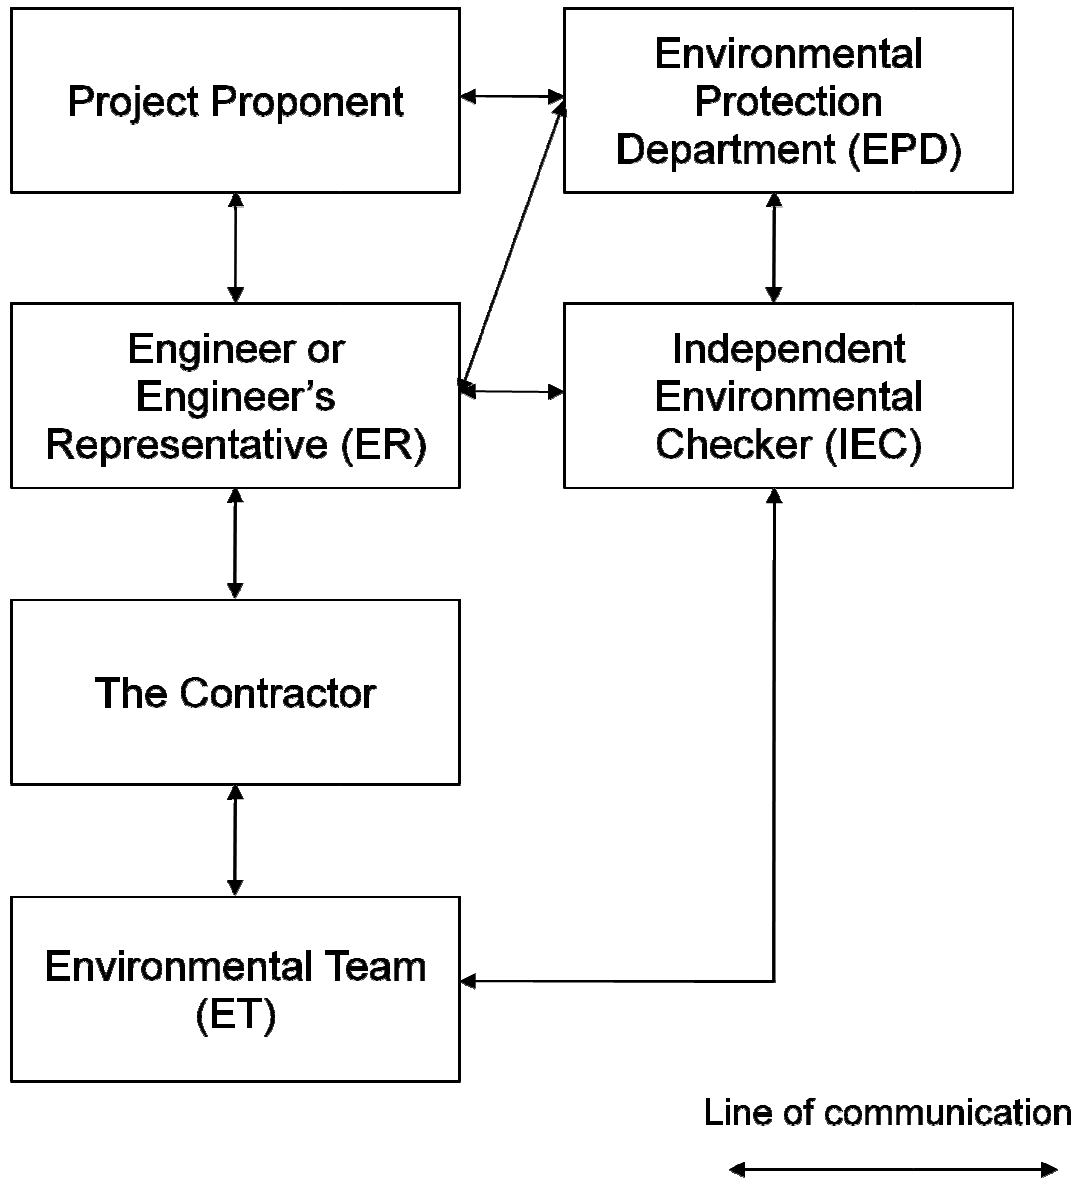 Project Proponent
Environmental
Protection
Department (EPD)
Engineer or
Engineer’s
Representative (ER)
Independent
Environmental
Checker (IEC)
The Contractor
Environmental Team
(ET)
Line of communication